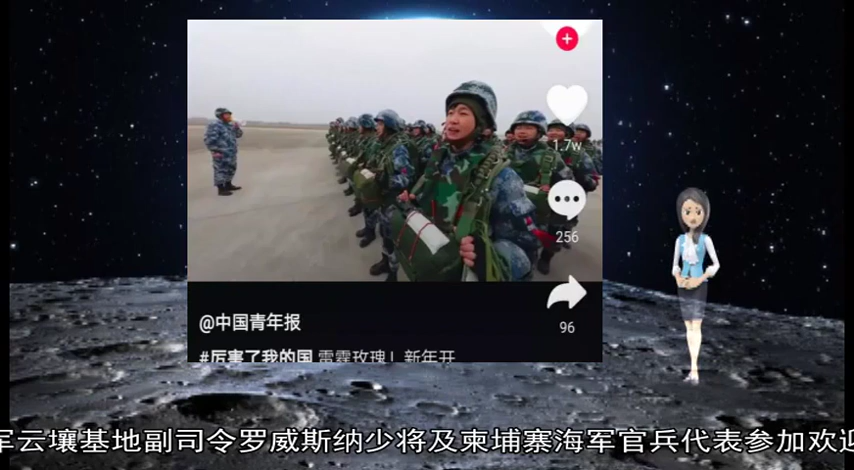 1.7w
256
96
@中国青年报
#厉害了我的国 雷霆玫瑰！新年开
军云壤基地副司令罗威斯纳少将及柬埔寨海军官兵代表参加欢迎